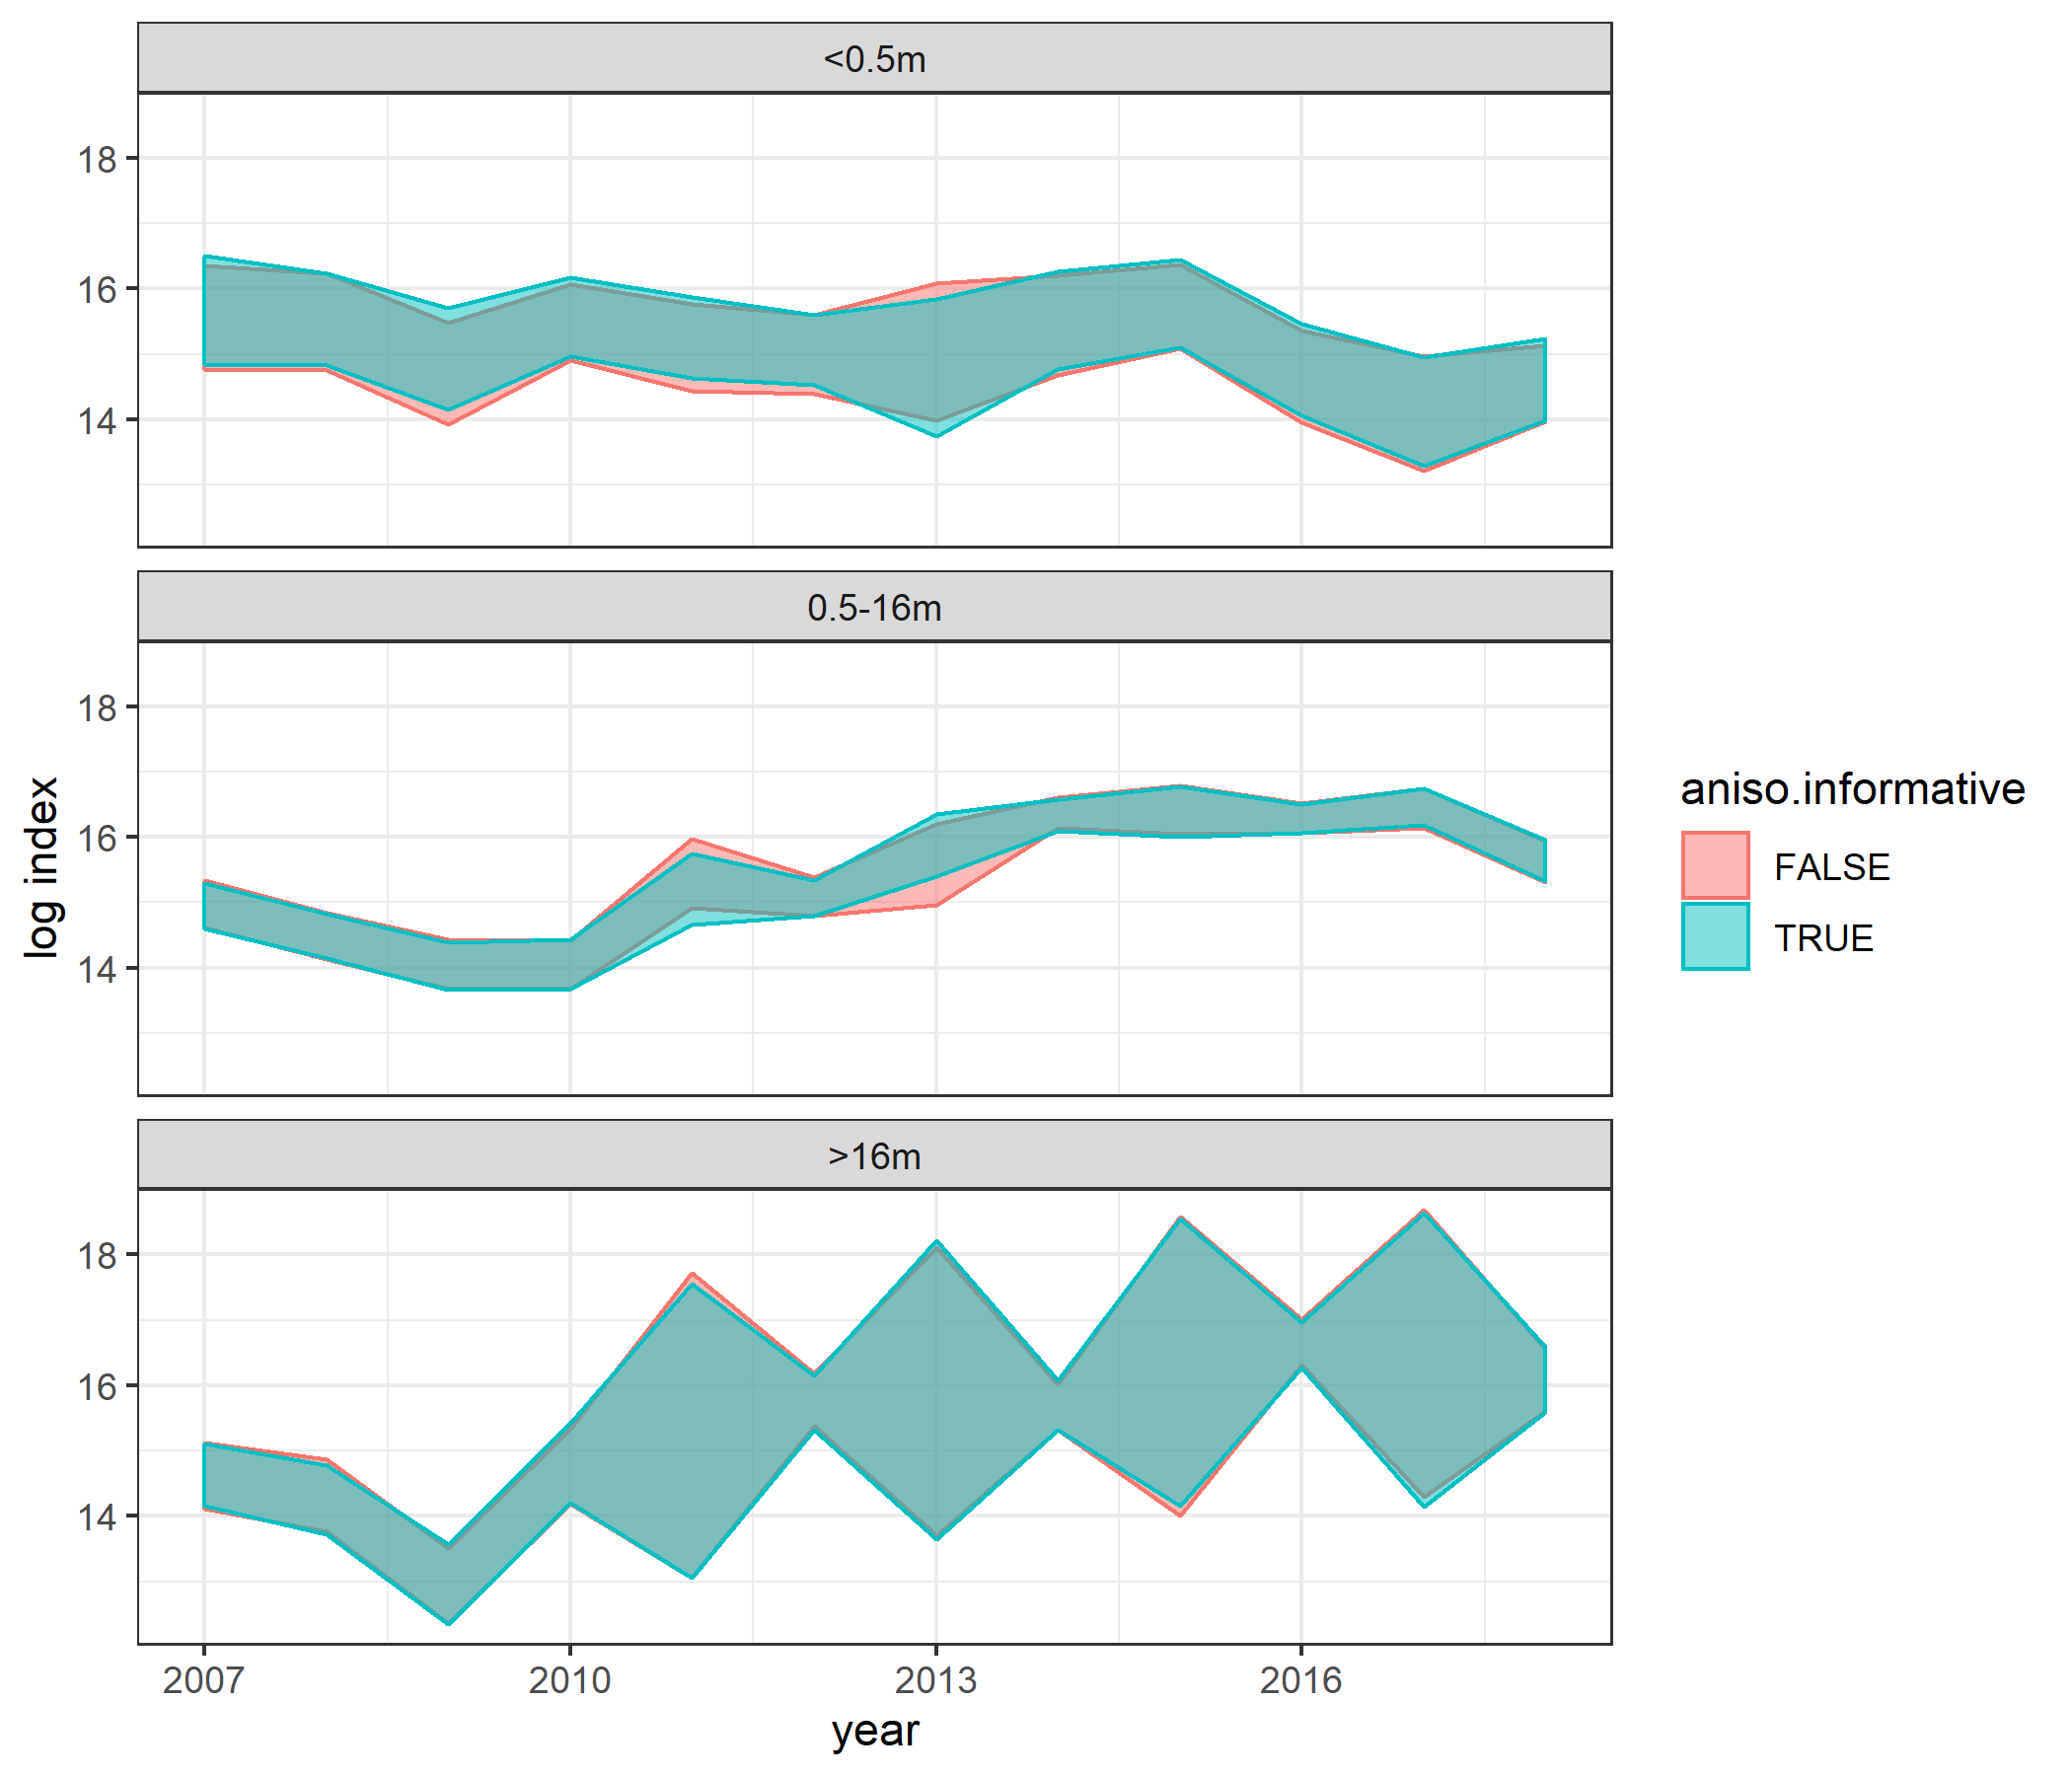 <0.5m
18
16
14
0.5-16m
18
16
14
>16m
18
16
14
2007 2010 2013 2016
year
log index
aniso.informative
FALSE
TRUE